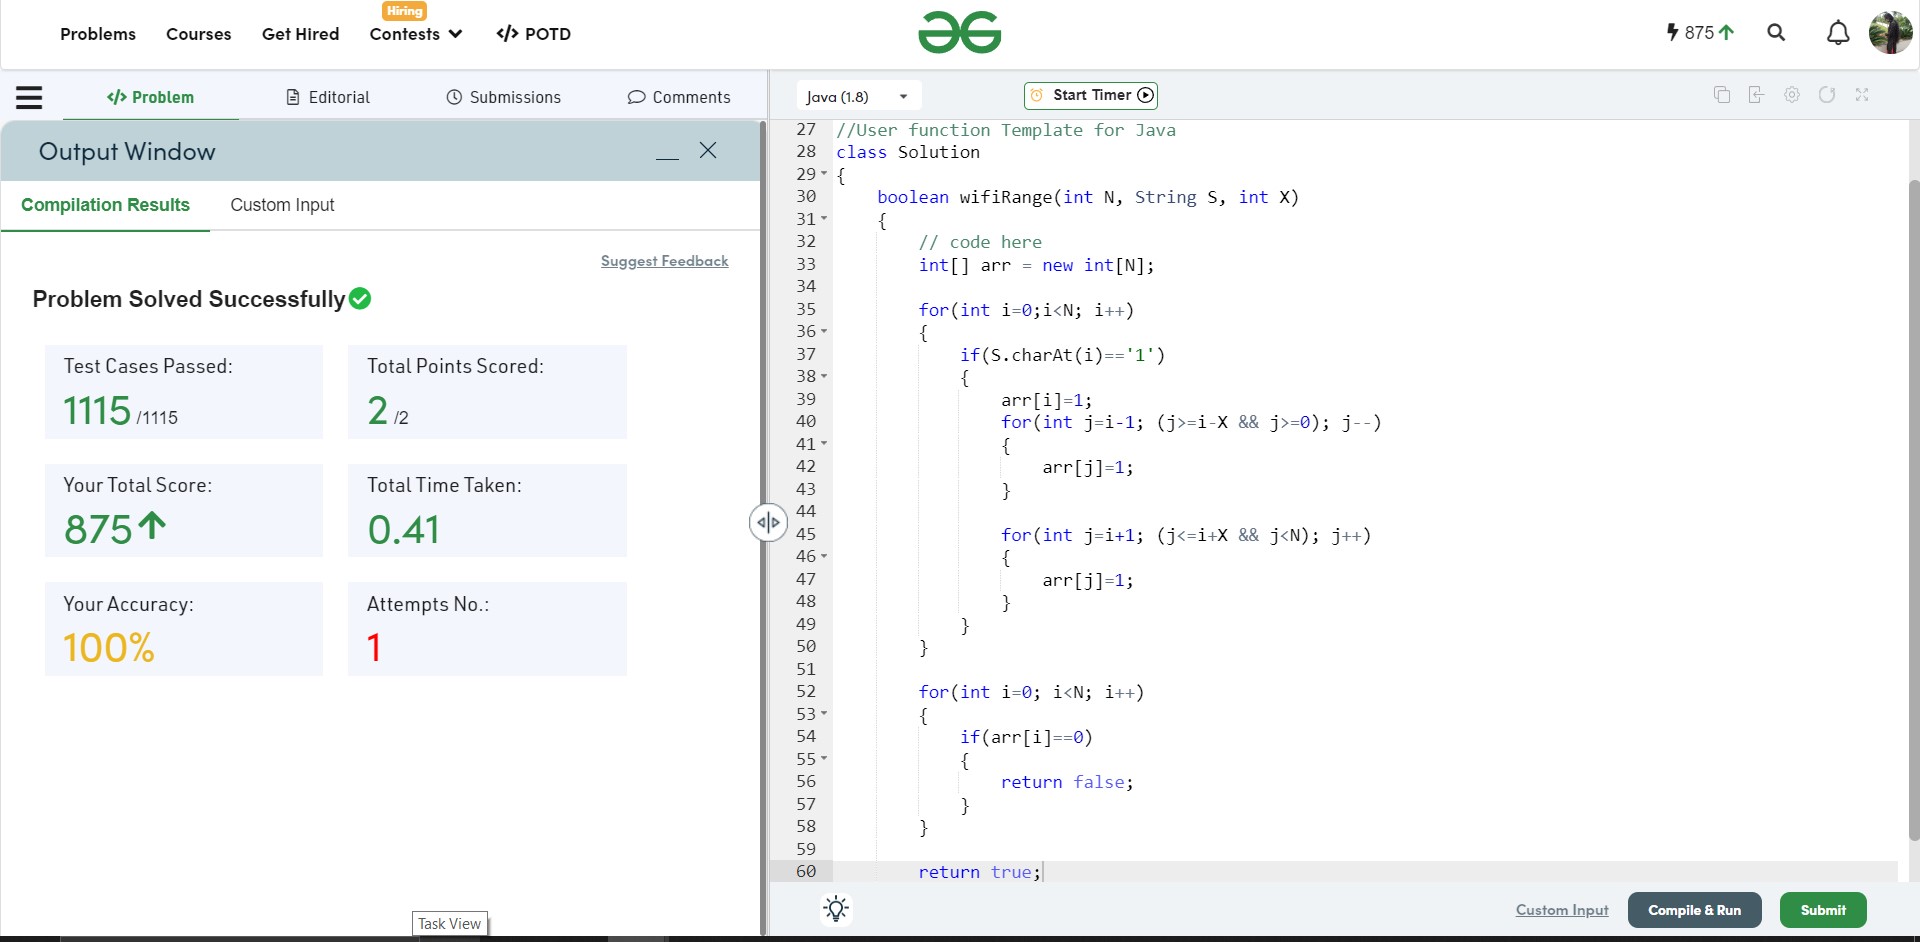 Hiring
Problems Courses Get Hired Contests </> POTD
875
</> Problem Editorial Submissions Comments
Output Window
Compilation Results Custom Input
Suggest Feedback
Problem Solved Successfully
Test Cases Passed: Total Points Scored:
1115 /1115 2 /2
Your Total Score: Total Time Taken:
875 0.41
Your Accuracy: Attempts No.:
100% 1
Task View
Java (1.8) Start Timer
27 //User function Template for Java
28 class Solution
29 {
30 boolean wifiRange(int N, String S, int X)
31 {
32 // code here
33 int[] arr = new int[N];
34
35 for(int i=0;i<N; i++)
36 {
37 if(S.charAt(i)=='1')
38 {
39 arr[i]=1;
40 for(int j=i-1; (j>=i-X && j>=0); j--)
41 {
42 arr[j]=1;
43 }
44
45 for(int j=i+1; (j<=i+X && j<N); j++)
46 {
47 arr[j]=1;
48 }
49 }
50 }
51
52 for(int i=0; i<N; i++)
53 {
54 if(arr[i]==0)
55 {
56 return false;
57 }
58 }
59
60 return true;
Custom Input Compile & Run Submit